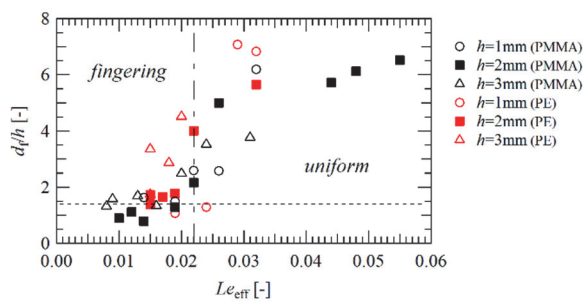 8
6
4
2
0
d_f/h [-]
fingering
uniform
0.00 0.01 0.02 0.03 0.04 0.05 0.06
Le_eff [-]
h=1mm (PMMA)
h=2mm (PMMA)
h=3mm (PMMA)
h=1mm (PE)
h=2mm (PE)
h=3mm (PE)